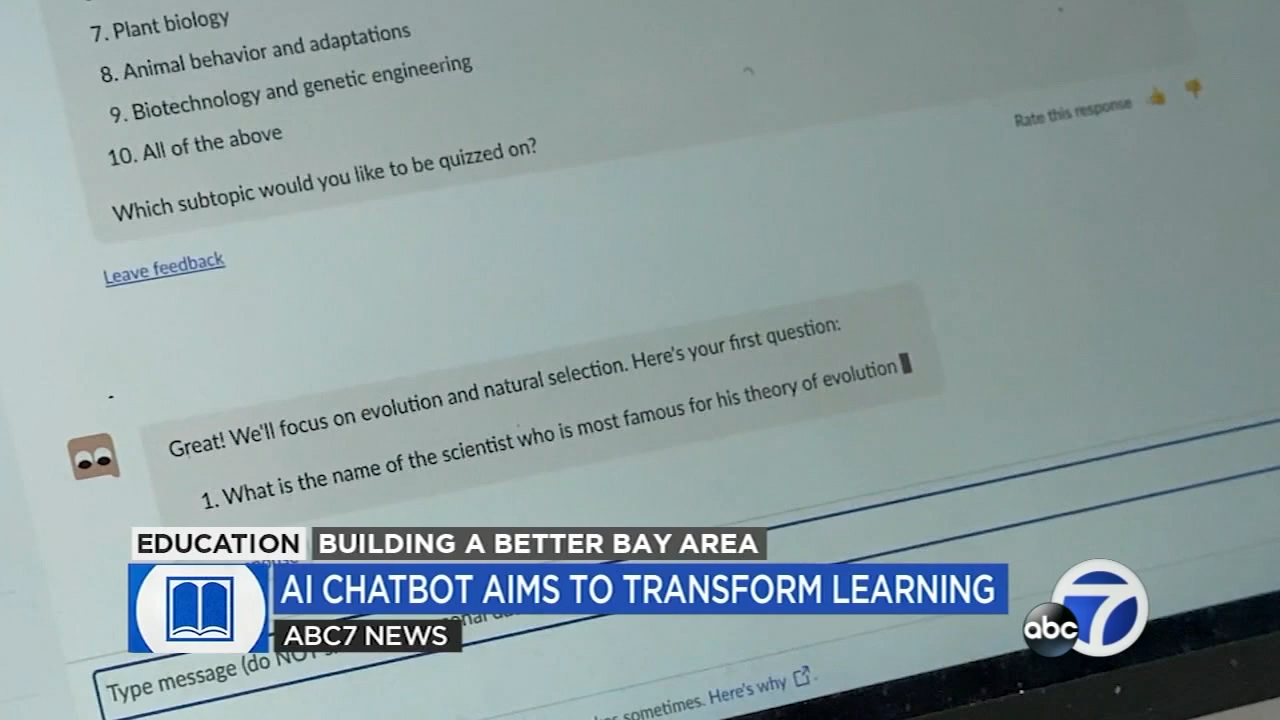 7. Plant biology
8. Animal behavior and adaptations
9. Biotechnology and genetic engineering
10. All of the above
Which subtopic would you like to be quizzed on?
Rate this response
Leave feedback
Great! We'll focus on evolution and natural selection. Here's your first question:
1. What is the name of the scientist who is most famous for his theory of evolution
EDUCATION BUILDING A BETTER BAY AREA
AI CHATBOT AIMS TO TRANSFORM LEARNING
ABC7 NEWS
abc 7
Type message (do NOT
sometimes. Here's why